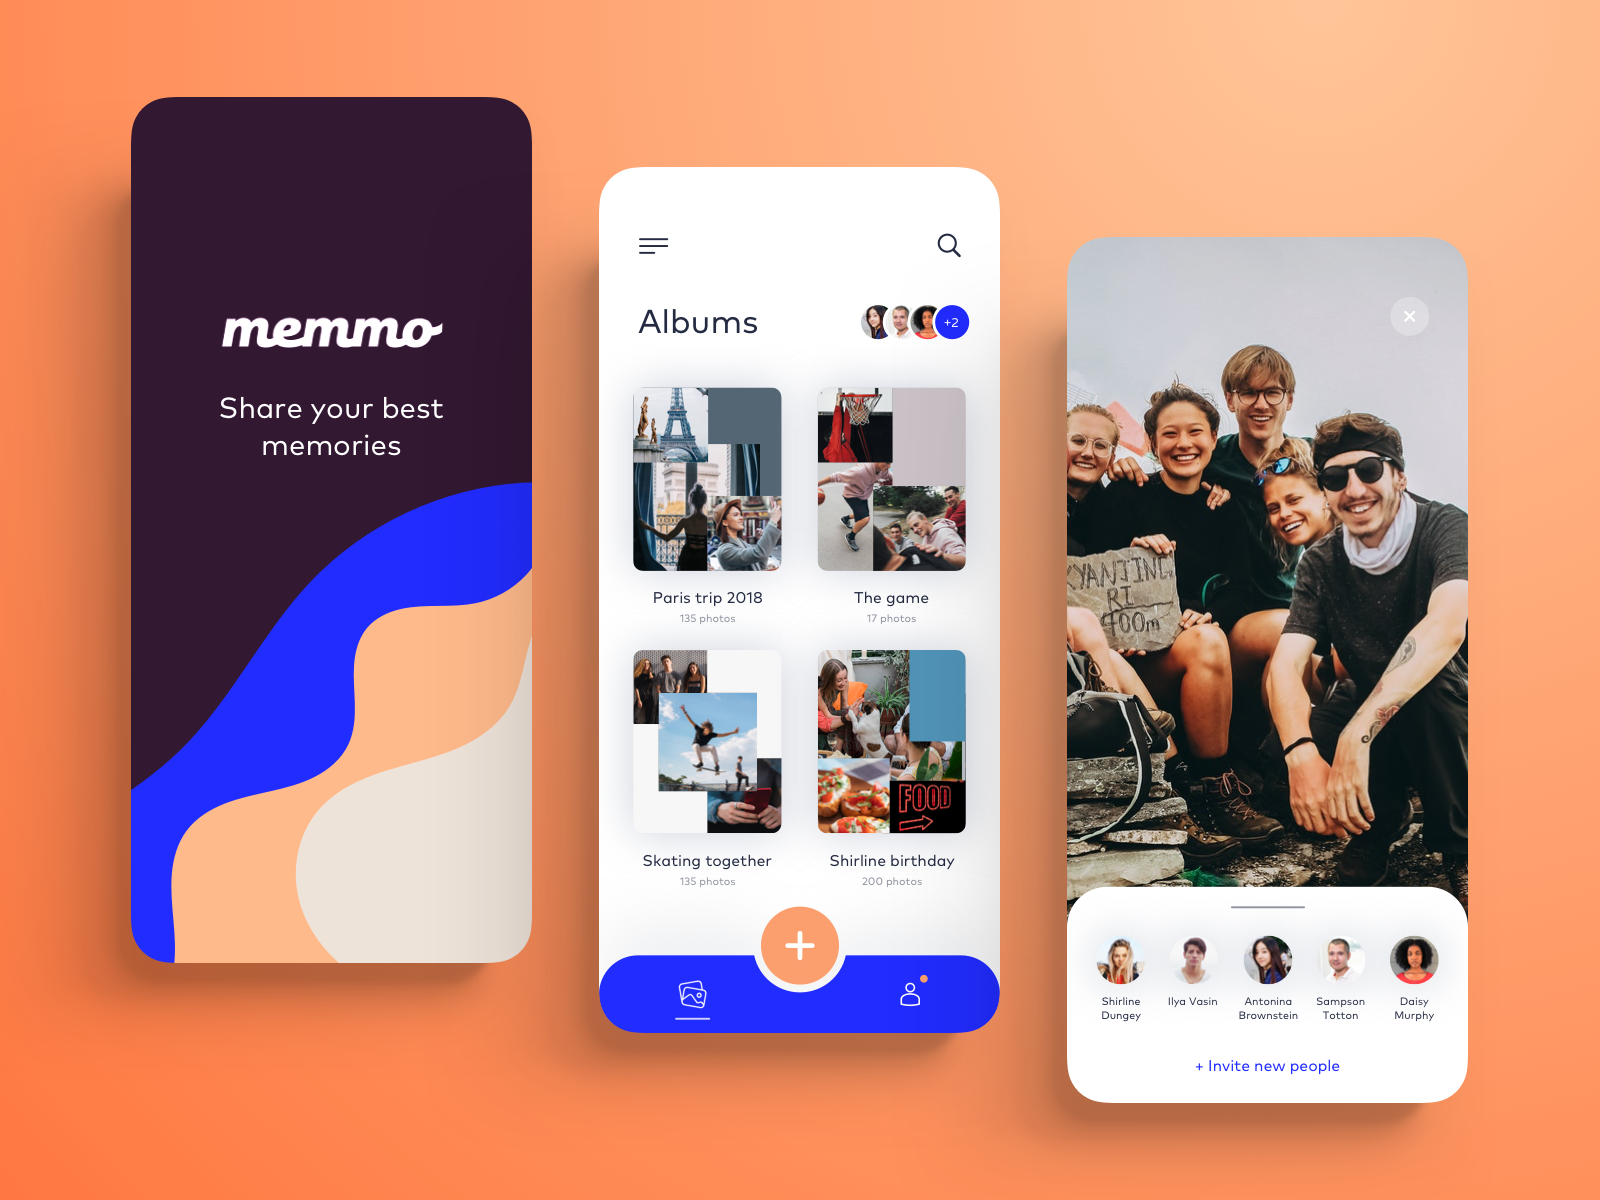 memmo
Share your best
memories
Albums
+2
Paris trip 2018
135 photos
The game
17 photos
Skating together
135 photos
Shirline birthday
200 photos
FOOD
YANJINC
RI
400m
Shirline
Dungey
Ilya Vasin
Antonina
Brownstein
Sampson
Totton
Daisy
Murphy
+ Invite new people